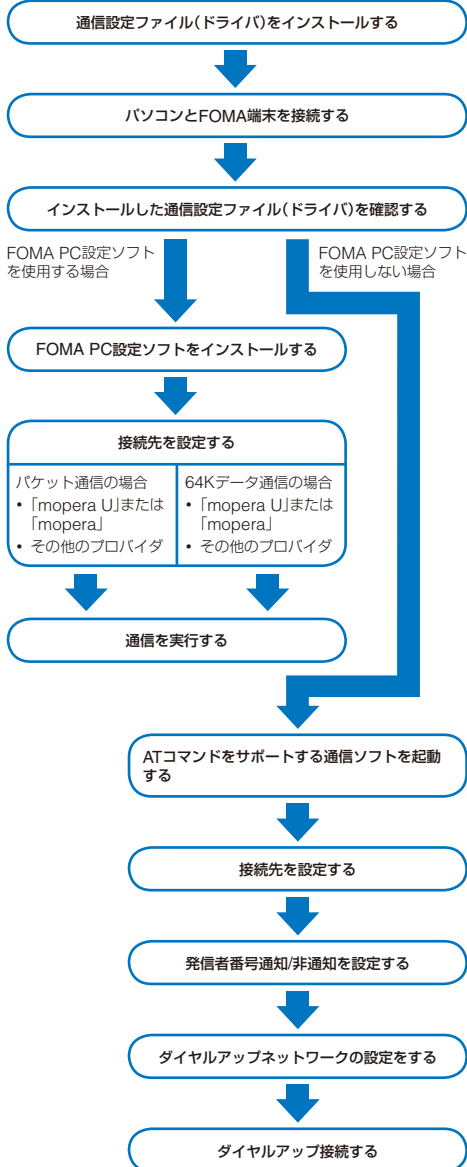 通信設定ファイル(ドライバ)をインストールする
パソコンとFOMA端末を接続する
インストールした通信設定ファイル(ドライバ)を確認する
FOMA PC設定ソフト
を使用する場合
FOMA PC設定ソフト
を使用しない場合
FOMA PC設定ソフトをインストールする
接続先を設定する
パケット通信の場合
• 「mopera U」または
「mopera」
• その他のプロバイダ
64Kデータ通信の場合
• 「mopera U」または
「mopera」
• その他のプロバイダ
通信を実行する
ATコマンドをサポートする通信ソフトを起動
する
接続先を設定する
発信者番号通知/非通知を設定する
ダイヤルアップネットワークの設定をする
ダイヤルアップ接続する